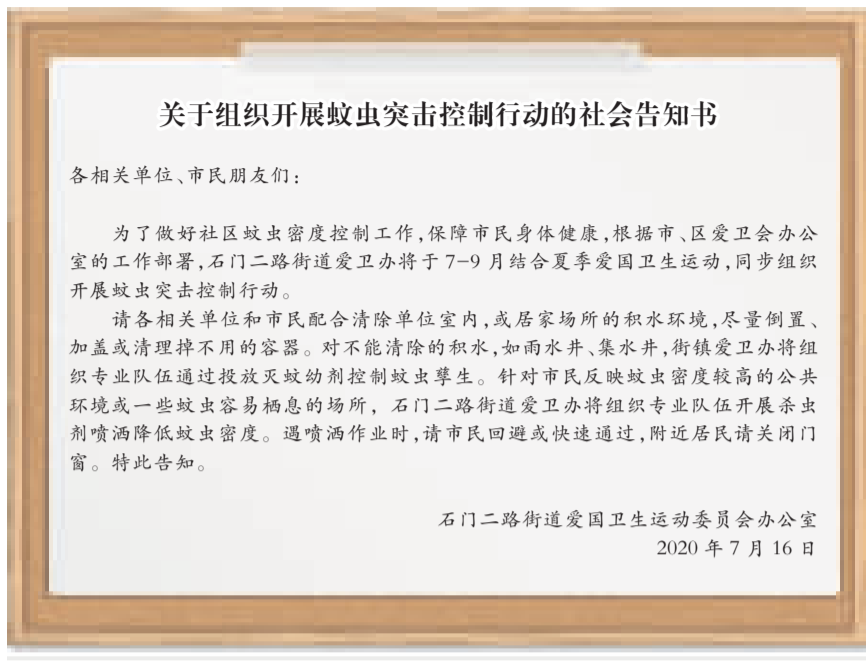 关于组织开展蚊虫突击控制行动的社会告知书
各相关单位、市民朋友们：
为了做好社区蚊虫密度控制工作，保障市民身体健康，根据市、区爱卫会办公
室的工作部署，石门二路街道爱卫办将于7-9月结合夏季爱国卫生运动，同步组织
开展蚊虫突击控制行动。
请各相关单位和市民配合清除单位室内，或居家场所的积水环境，尽量倒置、
加盖或清理掉不用的容器。对不能清除的积水，如雨水井、集水井，街镇爱卫办将组
织专业队伍通过投放灭蚊幼剂控制蚊虫孳生。针对市民反映蚊虫密度较高的公共
环境或一些蚊虫容易栖息的场所，石门二路街道爱卫办将组织专业队伍开展杀虫
剂喷洒降低蚊虫密度。遇喷洒作业时，请市民回避或快速通过，附近居民请关闭门
窗。特此告知。
石门二路街道爱国卫生运动委员会办公室
2020年7月16日